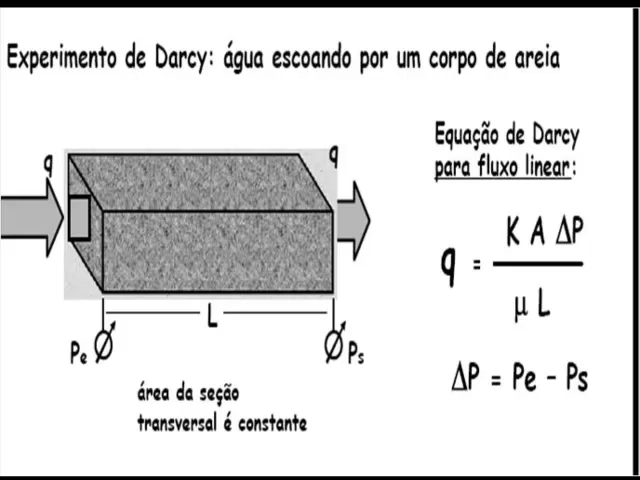 Experimento de Darcy: água escoando por um corpo de areia
Equação de Darcy
para fluxo linear:
q
q
K A ΔP
q = 
μ L
L
Pe
Ps
ΔP = Pe - Ps
área da seção
transversal é constante